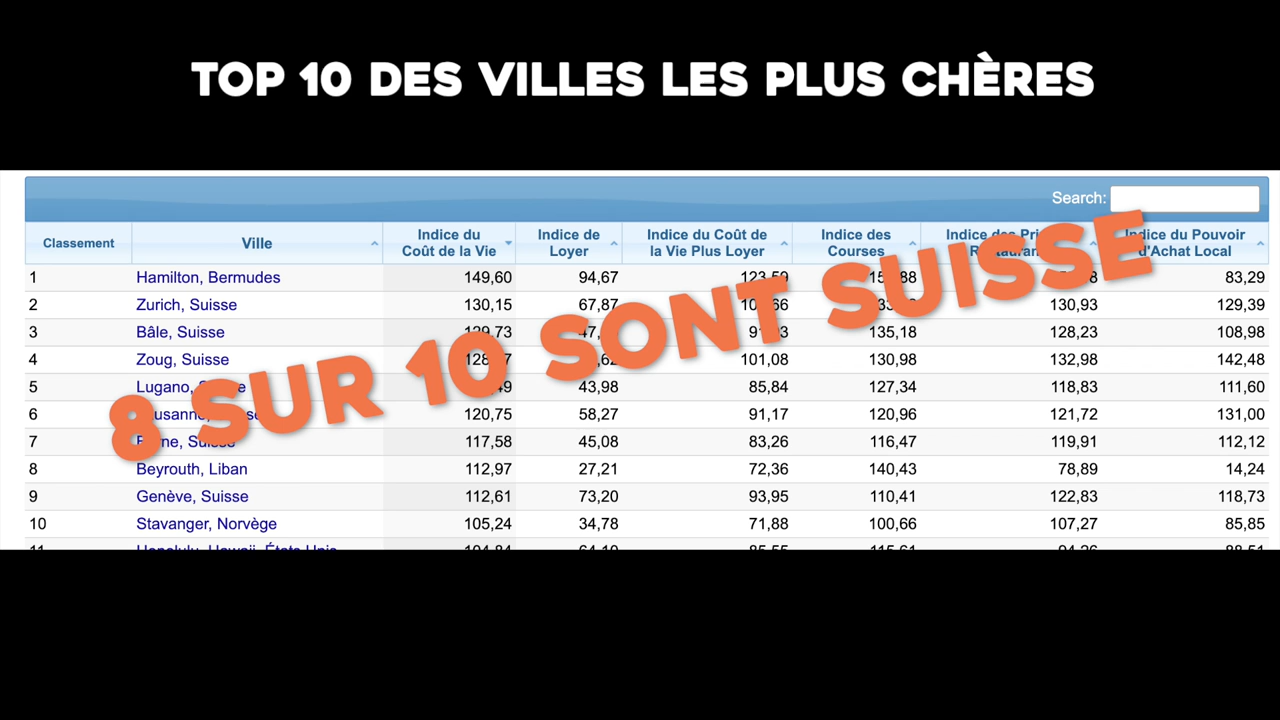 TOP 10 DES VILLES LES PLUS CHÈRES
Search:
Classement Ville Indice du Coût de la Vie Indice de Loyer Indice du Coût de la Vie Plus Loyer Indice des Courses Indice des Restaurant Indice du Pouvoir d'Achat Local
1 Hamilton, Bermudes 149,60 94,67 83,29
2 Zurich, Suisse 130,15 67,87 130,93 129,39
3 Bâle, Suisse 135,18 128,23 108,98
4 Zoug, Suisse 101,08 130,98 132,98 142,48
5 Lugano, 43,98 85,84 127,34 118,83 111,60
6 120,75 58,27 91,17 120,96 121,72 131,00
7 117,58 45,08 83,26 116,47 119,91 112,12
8 Beyrouth, Liban 112,97 27,21 72,36 140,43 78,89 14,24
9 Genève, Suisse 112,61 73,20 93,95 110,41 122,83 118,73
10 Stavanger, Norvège 105,24 34,78 71,88 100,66 107,27 85,85
8 SUR 10 SONT SUISSE